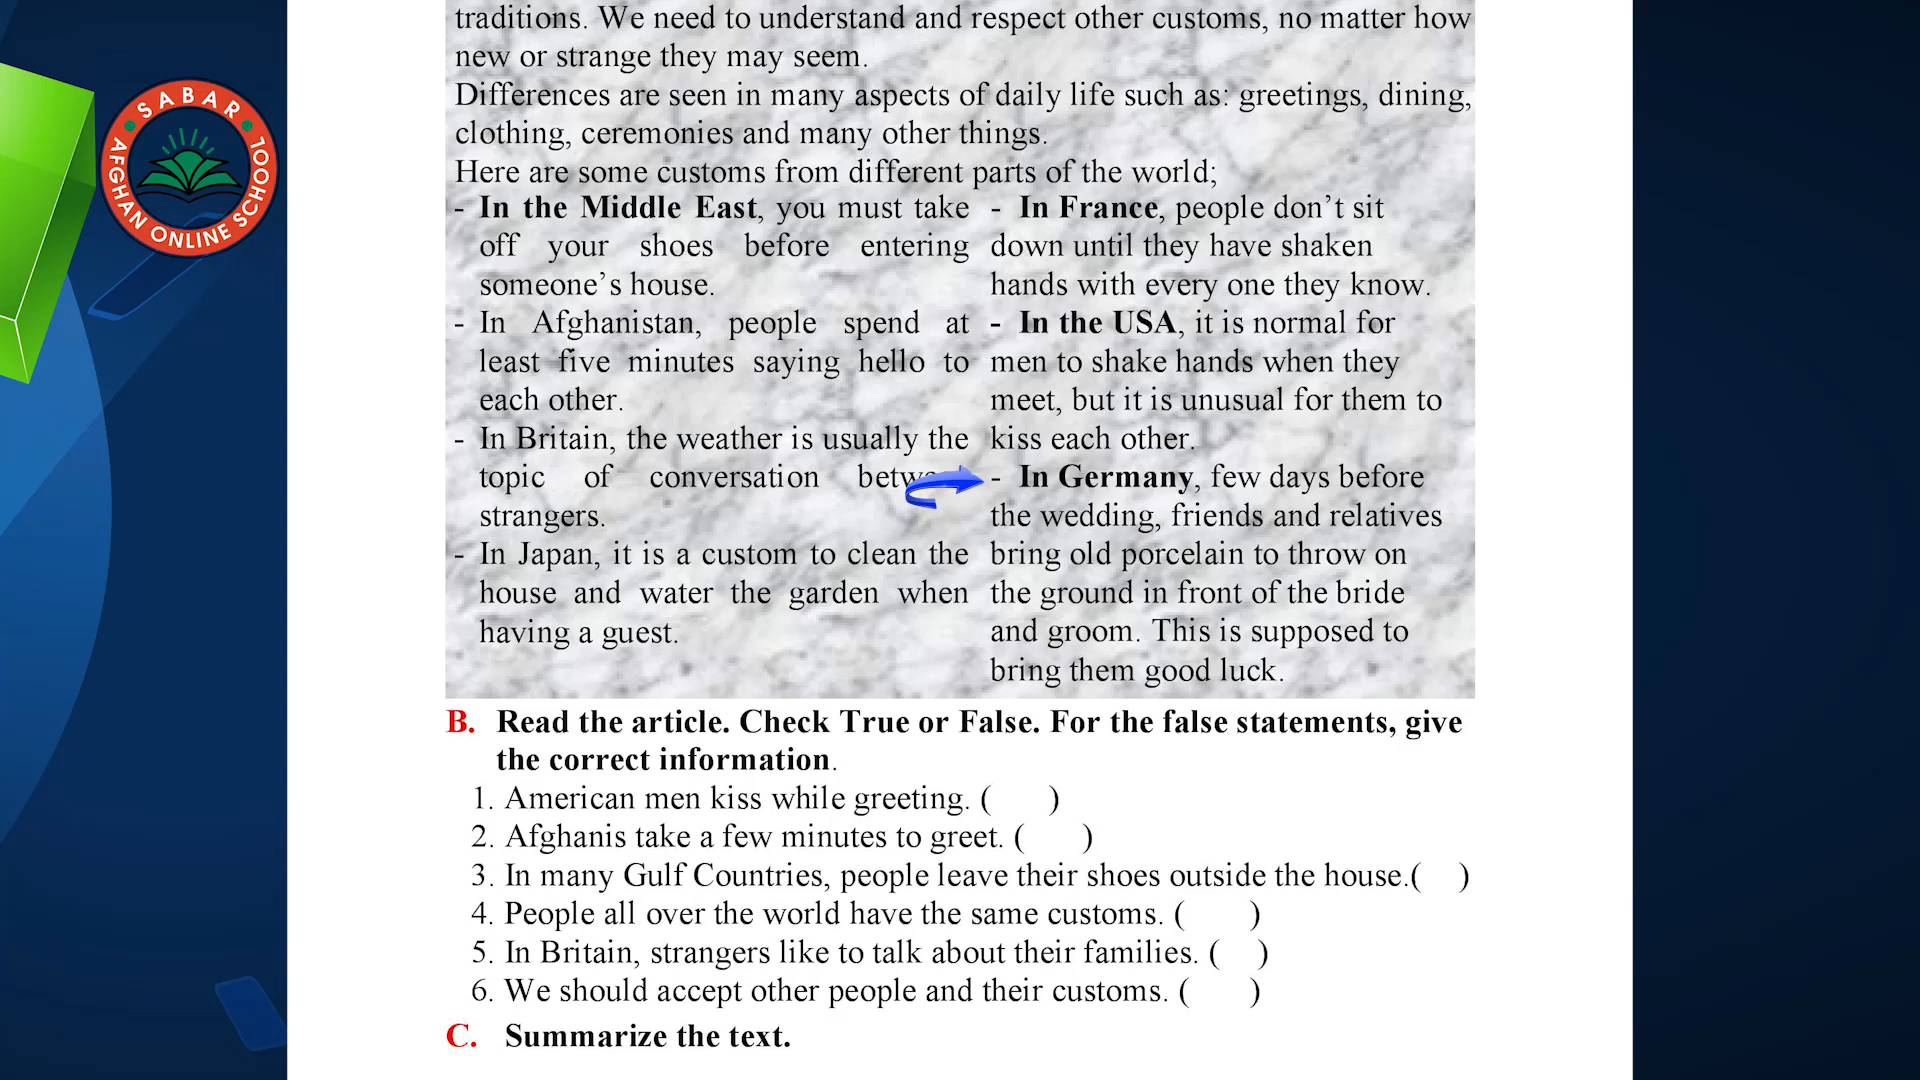 SABAR
AFGHAN ONLINE SCHOOL
traditions. We need to understand and respect other customs, no matter how
new or strange they may seem.
Differences are seen in many aspects of daily life such as: greetings, dining,
clothing, ceremonies and many other things.
Here are some customs from different parts of the world;
- In the Middle East, you must take
off your shoes before entering
someone's house.
- In Afghanistan, people spend at
least five minutes saying hello to
each other.
- In Britain, the weather is usually the
topic of conversation
strangers.
- In Japan, it is a custom to clean the
house and water the garden when
having a guest.
- In France, people don't sit
down until they have shaken
hands with every one they know.
- In the USA, it is normal for
men to shake hands when they
meet, but it is unusual for them to
kiss each other.
- In Germany, few days before
the wedding, friends and relatives
bring old porcelain to throw on
the ground in front of the bride
and groom. This is supposed to
bring them good luck.
B. Read the article. Check True or False. For the false statements, give
the correct information.
1. American men kiss while greeting. ( )
2. Afghanis take a few minutes to greet. ( )
3. In many Gulf Countries, people leave their shoes outside the house.( )
4. People all over the world have the same customs. ( )
5. In Britain, strangers like to talk about their families. ( )
6. We should accept other people and their customs. ( )
C. Summarize the text.